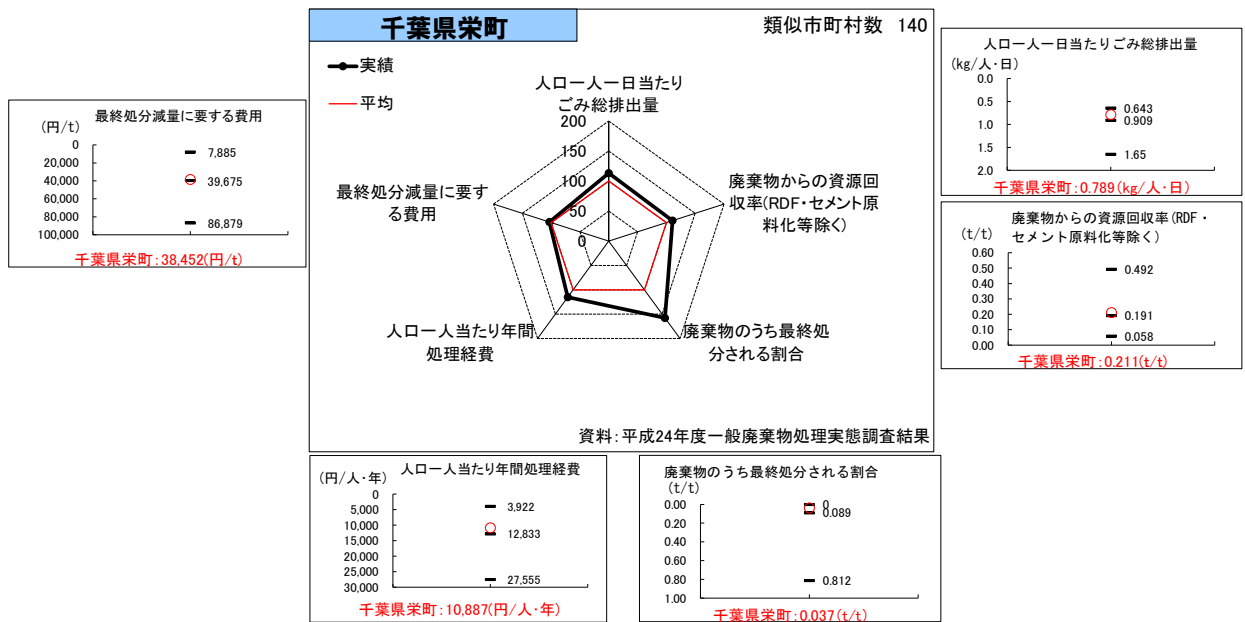 千葉県栄町
類似市町村数 140
実績
平均
人口一人一日当たり
ごみ総排出量
200
150
100
50
0
廃棄物からの資源回
収率(RDF・セメント原
料化等除く)
廃棄物のうち最終処
分される割合
人口一人当たり年間
処理経費
最終処分減量に要す
る費用
資料:平成24年度一般廃棄物処理実態調査結果
最終処分減量に要する費用
(円/t)
0
20,000
40,000
60,000
80,000
100,000
7,885
39,675
86,879
千葉県栄町:38,452(円/t)
人口一人一日当たりごみ総排出量
(kg/人・日)
0.0
0.5
1.0
1.5
2.0
0.643
0.909
1.65
千葉県栄町:0.789(kg/人・日)
廃棄物からの資源回収率(RDF・
セメント原料化等除く)
(t/t)
0.60
0.50
0.40
0.30
0.20
0.10
0.00
0.492
0.191
0.058
千葉県栄町:0.211(t/t)
人口一人当たり年間処理経費
(円/人・年)
0
5,000
10,000
15,000
20,000
25,000
30,000
3,922
12,833
27,555
千葉県栄町:10,887(円/人・年)
廃棄物のうち最終処分される割合
(t/t)
0.00
0.20
0.40
0.60
0.80
1.00
0
0.089
0.812
千葉県栄町:0.037(t/t)